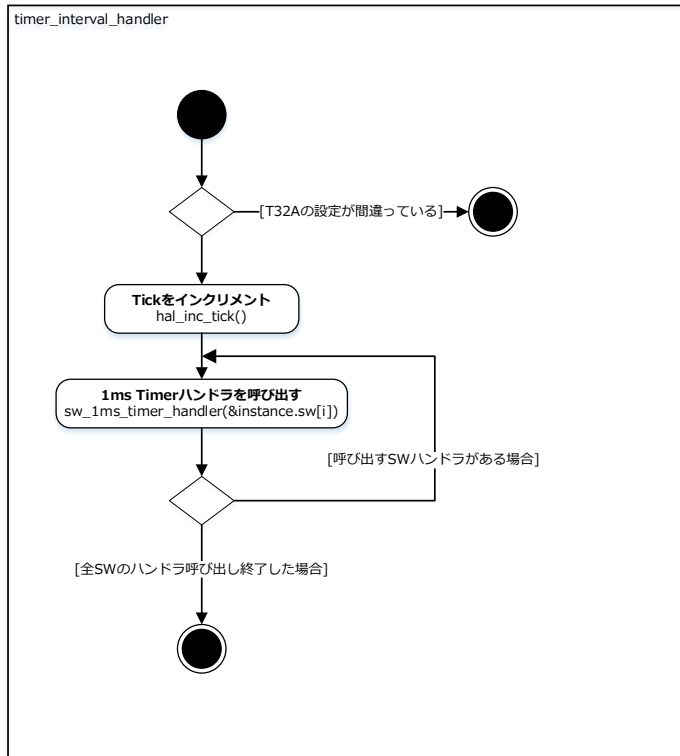 timer_interval_handler
[T32Aの設定が間違っている]
Tickをインクリメント
hal_inc_tick()
1ms Timerハンドラを呼び出す
sw_1ms_timer_handler(&instance.sw[i])
[呼び出すSWハンドラがある場合]
[全SWのハンドラ呼び出し終了した場合]